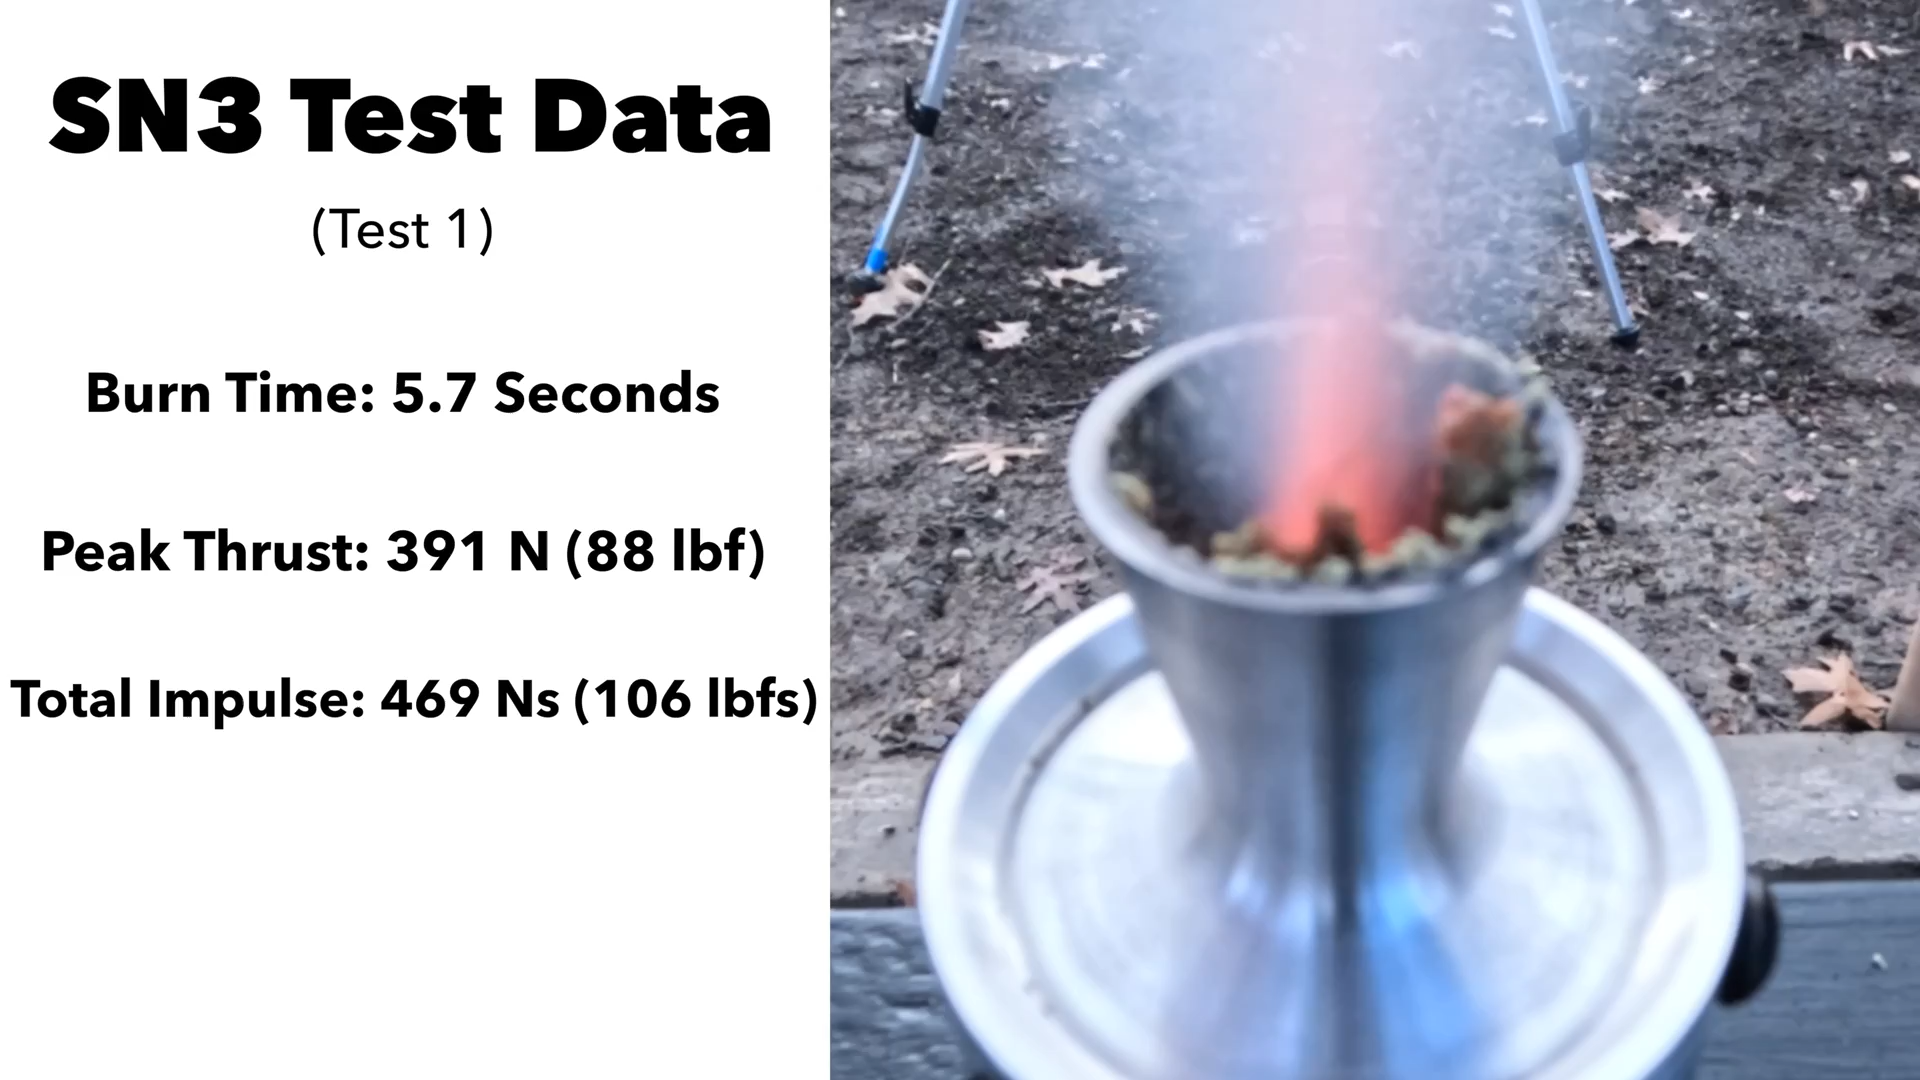 SN3 Test Data
(Test 1)
Burn Time: 5.7 Seconds
Peak Thrust: 391 N (88 lbf)
Total Impulse: 469 Ns (106 lbfs)